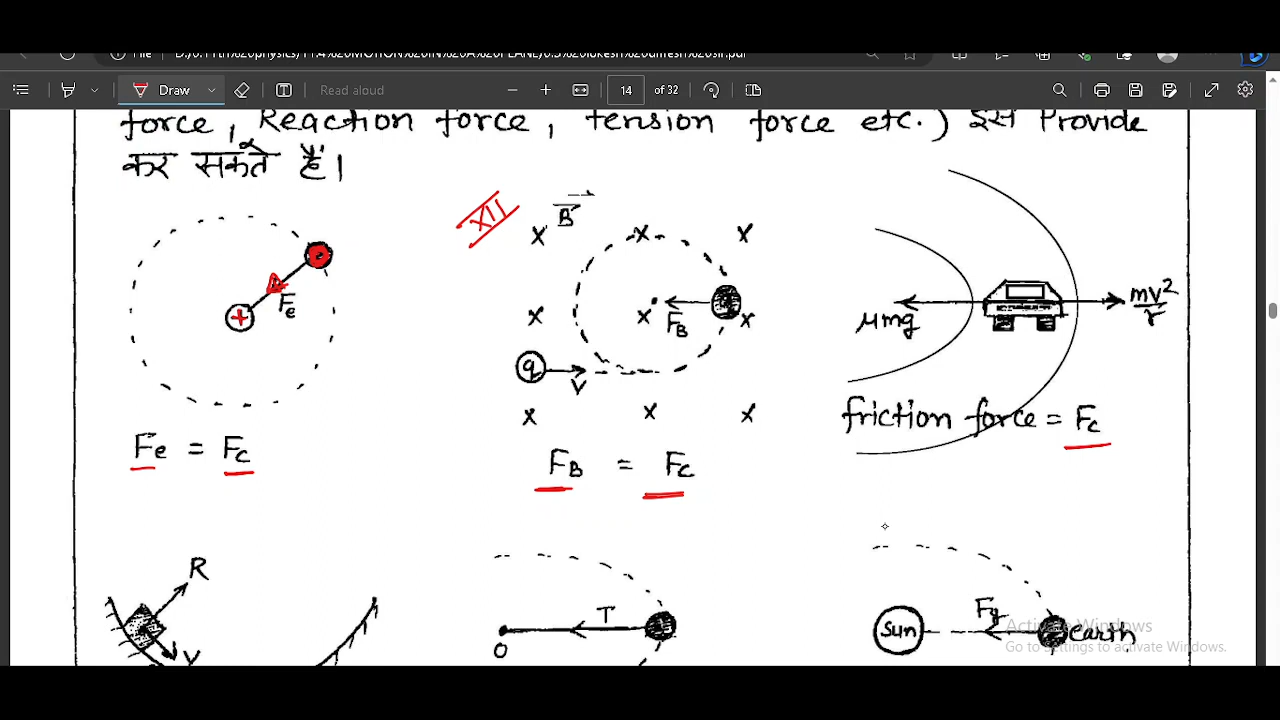 Draw
Read aloud
14 of 32
force, Reaction force, tension force etc.) इसे Provide
कर सकते हैं।
XII
B
x x x
Fe
+
x x x
FB
q
V
x x x
μmg
mv²/r
Fe = Fc
FB = Fc
friction force = Fc
R
V
T
O
Sun
Fg
earth
Activate Windows
Go to Settings to activate Windows.